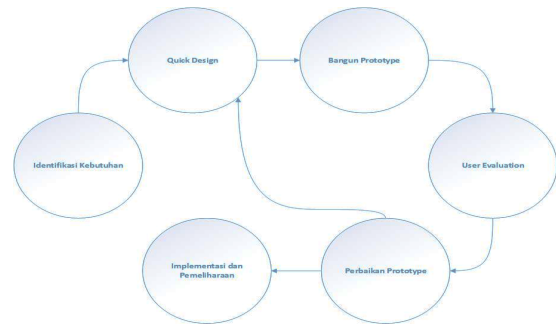 Quick Design
Bangun Prototype
Identifikasi Kebutuhan
User Evaluation
Implementasi dan
Pemeliharaan
Perbaikan Prototype